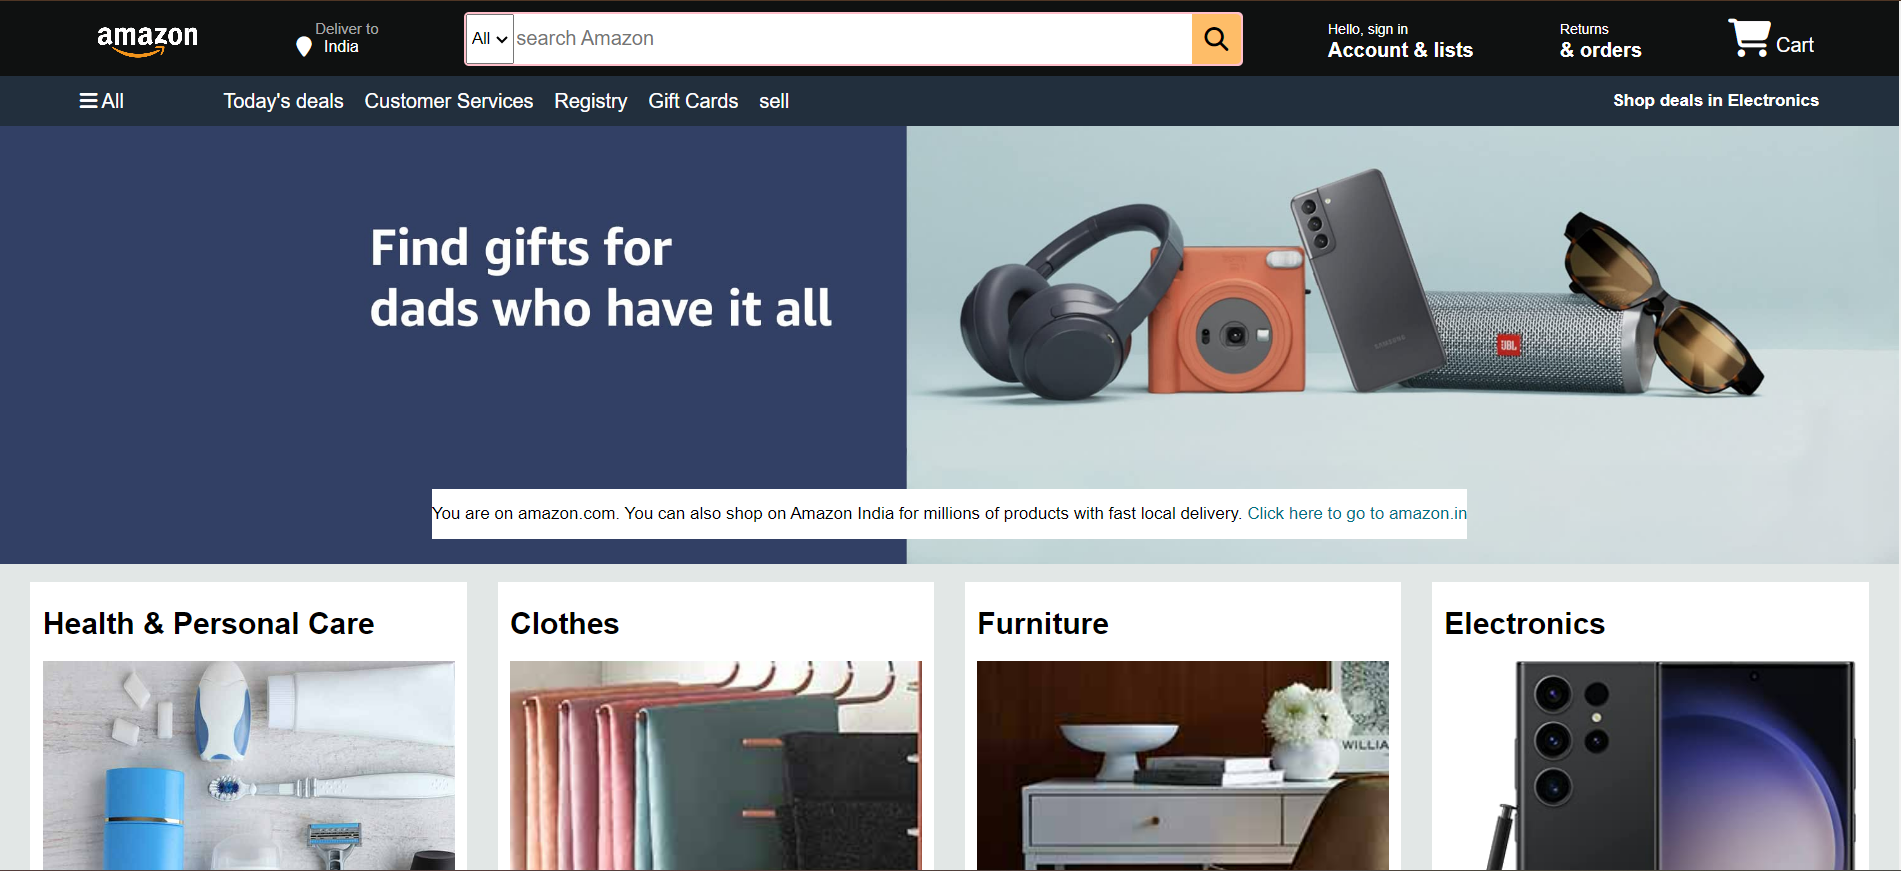 amazon
Deliver to
India
All
search Amazon
Hello, sign in
Account & lists
Returns
& orders
Cart
All
Today's deals
Customer Services
Registry
Gift Cards
sell
Shop deals in Electronics
Find gifts for
dads who have it all
SAMSUNG
JBL
You are on amazon.com. You can also shop on Amazon India for millions of products with fast local delivery. Click here to go to amazon.in
Health & Personal Care
Clothes
Furniture
Electronics
WILLIA